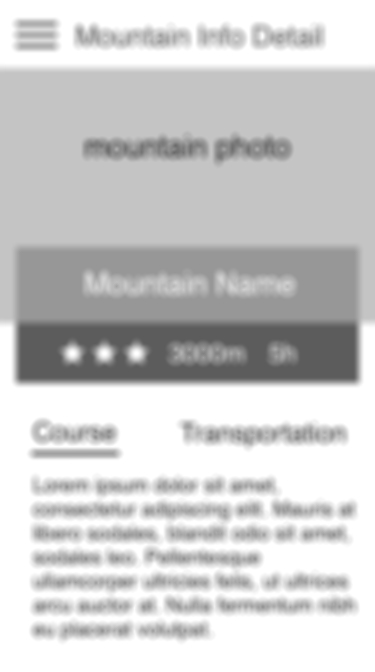 Mountain Info Detail
mountain photo
Mountain Name
★ ★ ★ 3000m 5h
Course Transportation
Lorem ipsum dolor sit amet,
consectetur adipiscing elit. Mauris at
libero sodales, blandit odio sit amet,
sodales leo. Pellentesque
ullamcorper ultricies felis, ut ultrices
arcu auctor at. Nulla fermentum nibh
eu placerat volutpat.